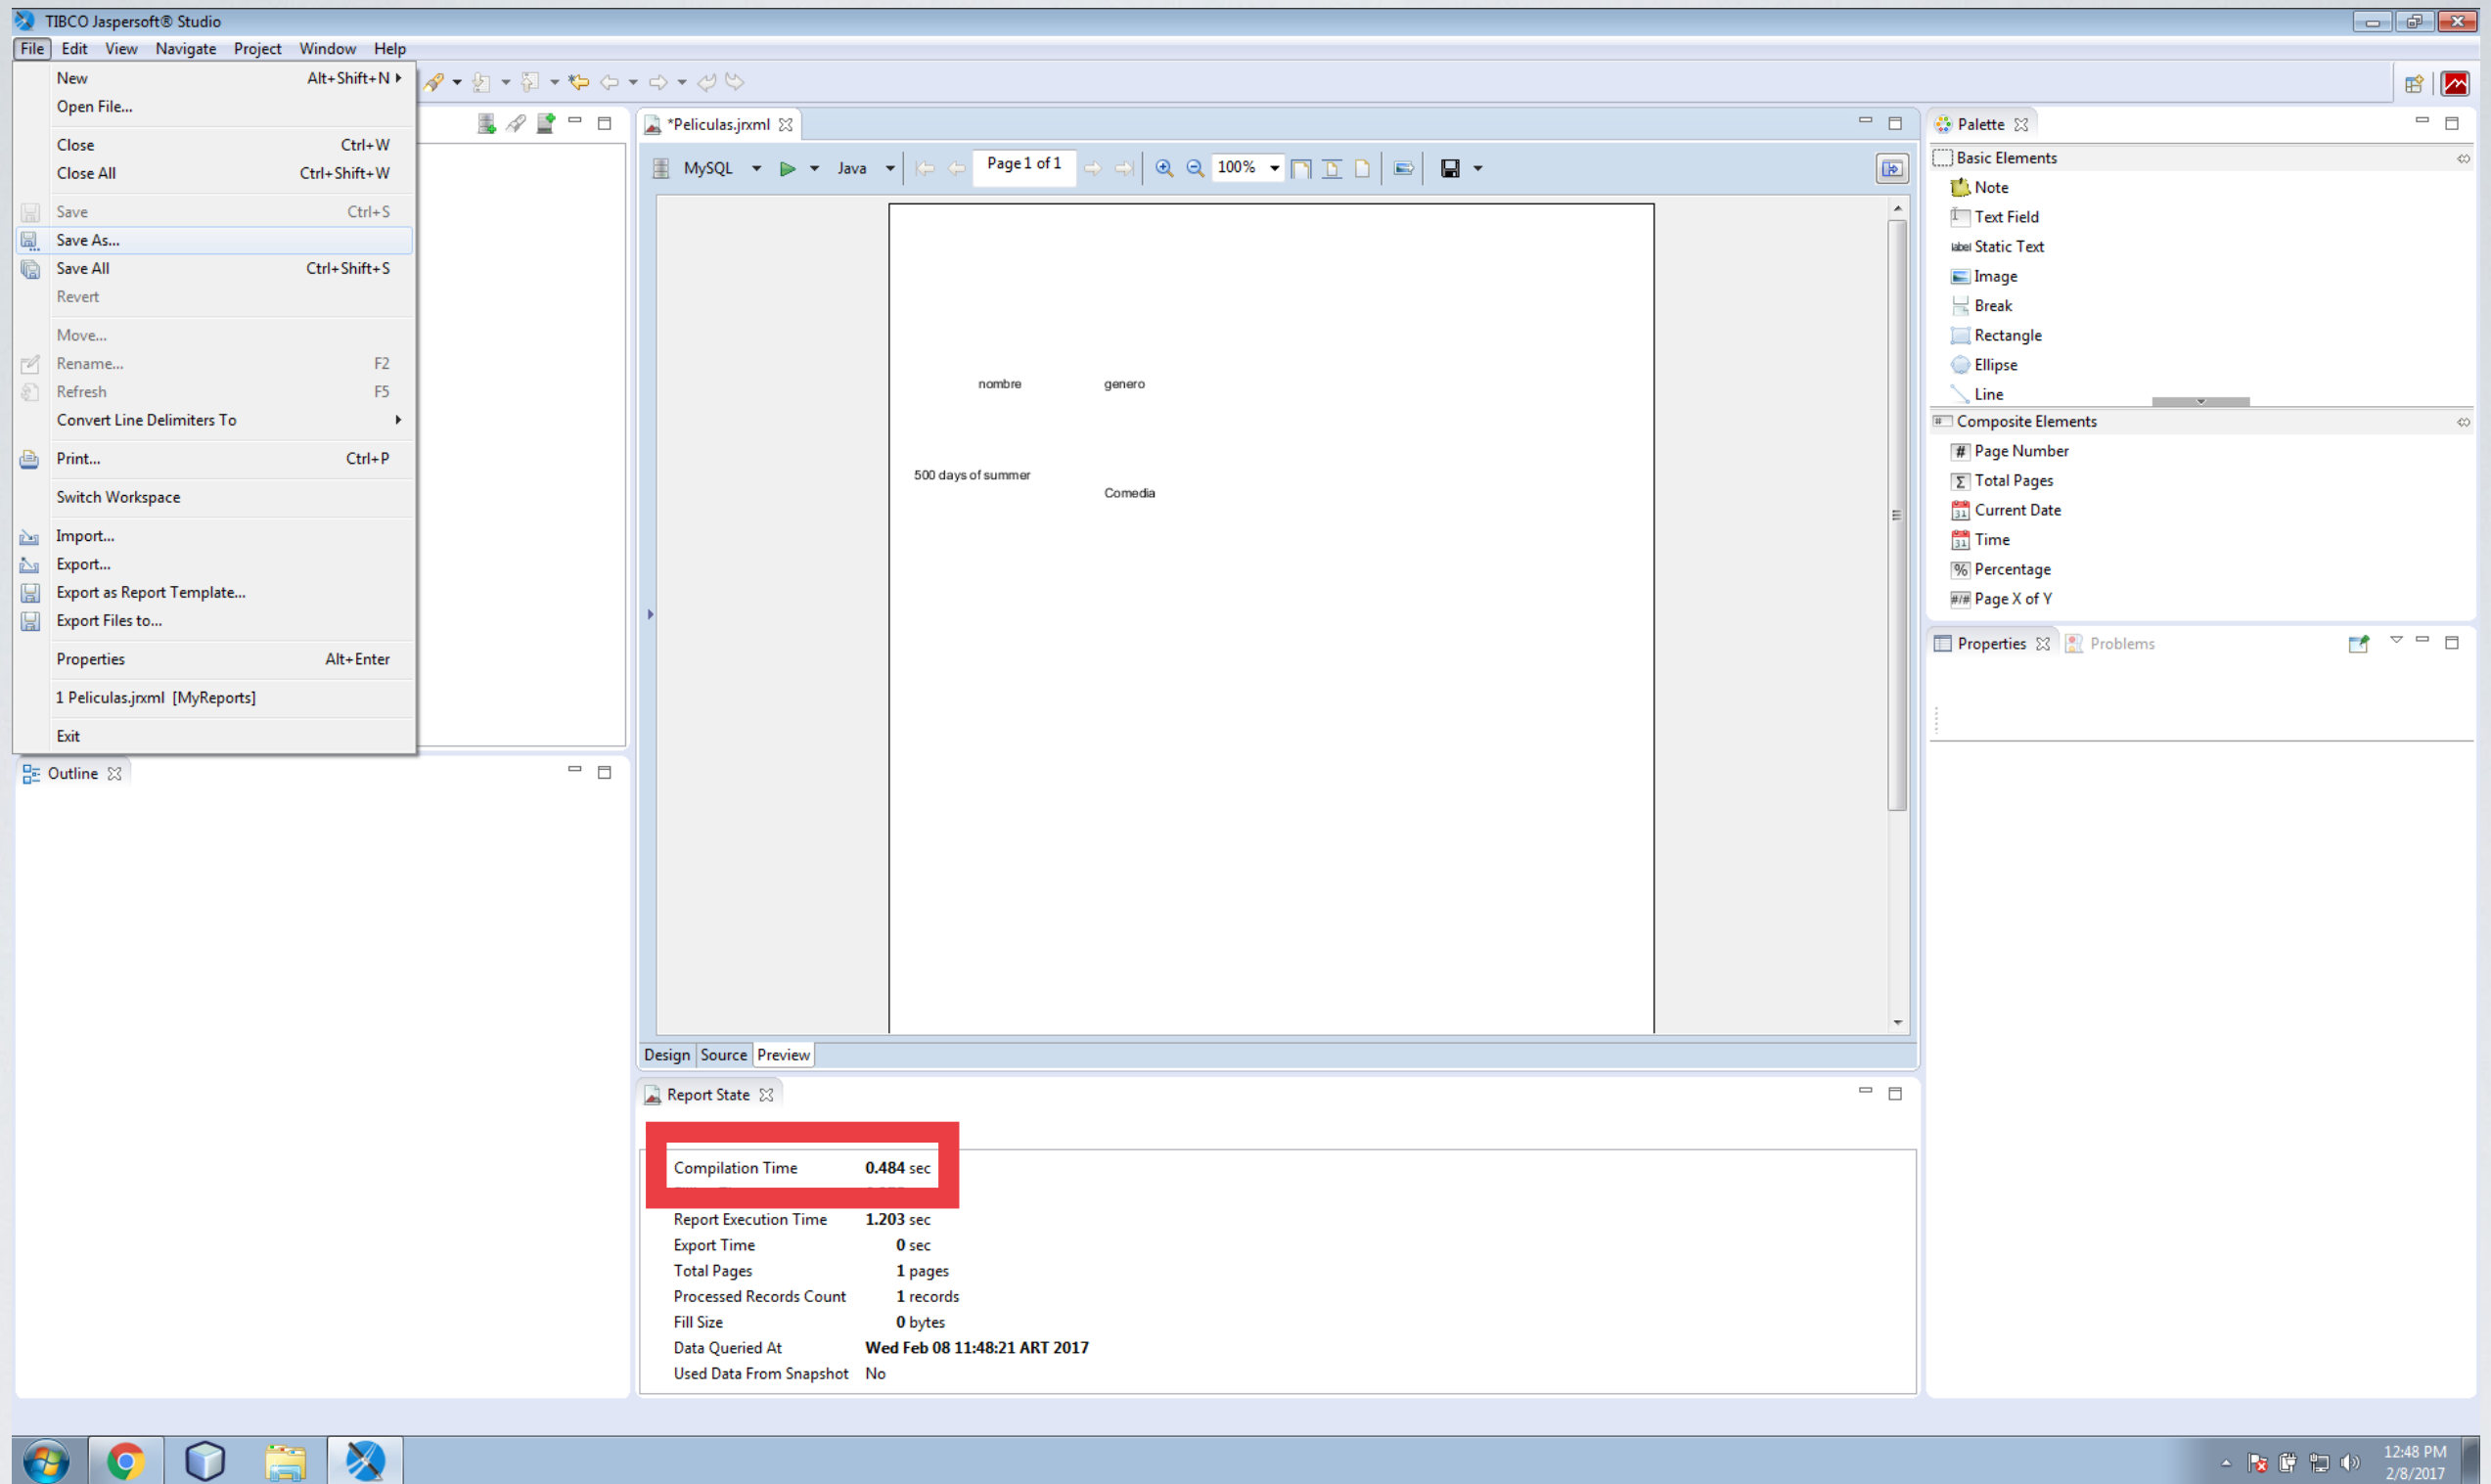 TIBCO Jaspersoft® Studio
File Edit View Navigate Project Window Help
New Alt+Shift+N
Open File...
Close Ctrl+W
Close All Ctrl+Shift+W
Save Ctrl+S
Save As...
Save All Ctrl+Shift+S
Revert
Move...
Rename... F2
Refresh F5
Convert Line Delimiters To
Print... Ctrl+P
Switch Workspace
Import...
Export...
Export as Report Template...
Export Files to...
Properties Alt+Enter
1 Peliculas.jrxml [MyReports]
Exit
Outline
*Peliculas.jrxml
MySQL Java Page 1 of 1 100%
nombre genero
500 days of summer
Comedia
Design Source Preview
Report State
Compilation Time 0.484 sec
Report Execution Time 1.203 sec
Export Time 0 sec
Total Pages 1 pages
Processed Records Count 1 records
Fill Size 0 bytes
Data Queried At Wed Feb 08 11:48:21 ART 2017
Used Data From Snapshot No
Palette
Basic Elements
Note
Text Field
label Static Text
Image
Break
Rectangle
Ellipse
Line
Composite Elements
# Page Number
Σ Total Pages
31 Current Date
31 Time
% Percentage
#/# Page X of Y
Properties Problems
12:48 PM
2/8/2017